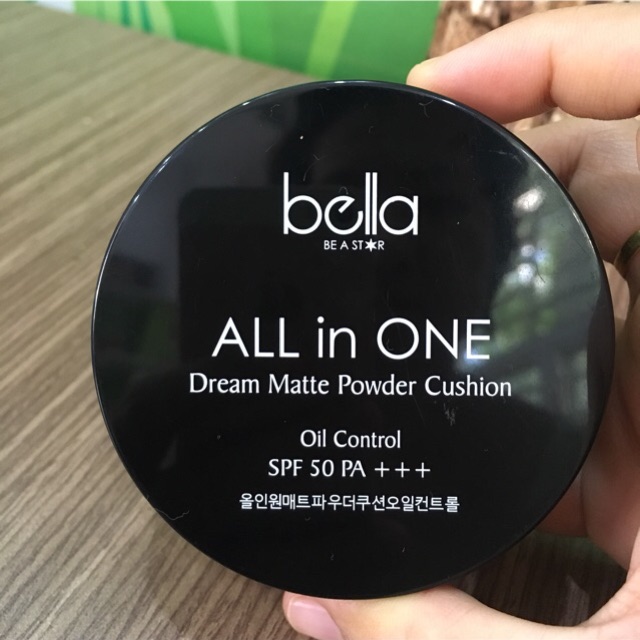 bella
BE A ST★R
ALL in ONE
Dream Matte Powder Cushion
Oil Control
SPF 50 PA +++
올인원매트파우더쿠션오일컨트롤